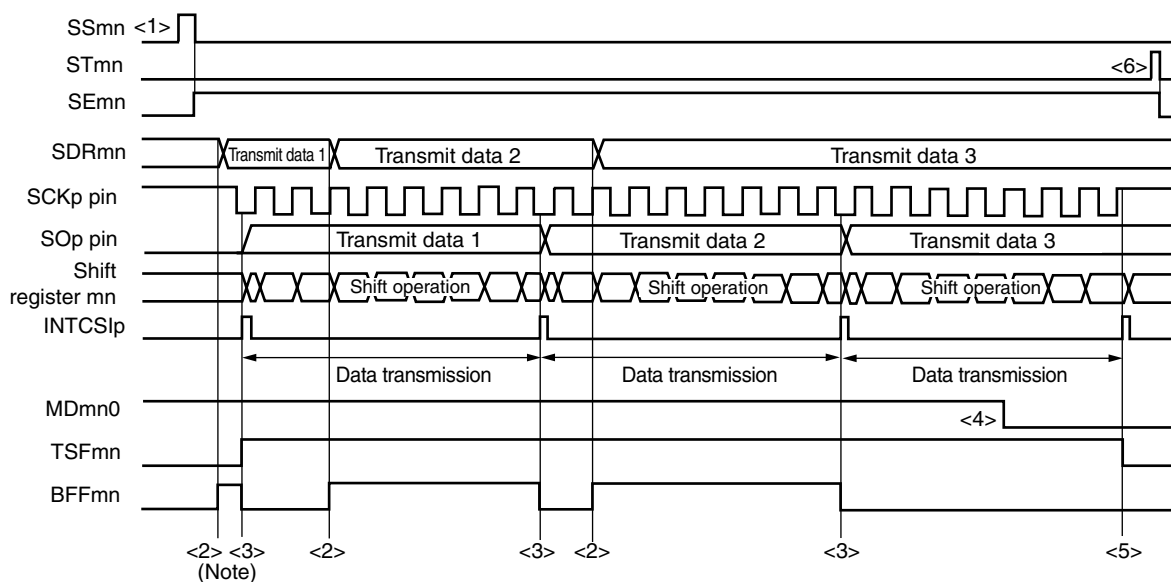 SSmn <1>
STmn <6>
SEmn
SDRmn Transmit data 1 Transmit data 2 Transmit data 3
SCKp pin
SOp pin Transmit data 1 Transmit data 2 Transmit data 3
Shift
register mn Shift operation Shift operation Shift operation
INTCSIp
Data transmission Data transmission Data transmission
MDmn0 <4>
TSFmn
BFFmn
<2> <3> <2> <3> <2> <3> <5>
(Note)